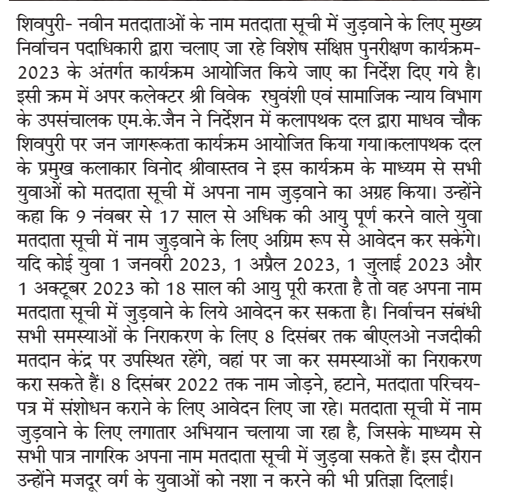 शिवपुरी- नवीन मतदाताओं के नाम मतदाता सूची में जुड़वाने के लिए मुख्य
निर्वाचन पदाधिकारी द्वारा चलाए जा रहे विशेष संक्षिप्त पुनरीक्षण कार्यक्रम-
2023 के अंतर्गत कार्यक्रम आयोजित किये जाए का निर्देश दिए गये है।
इसी क्रम में अपर कलेक्टर श्री विवेक रघुवंशी एवं सामाजिक न्याय विभाग
के उपसंचालक एम.के.जैन ने निर्देशन में कलापथक दल द्वारा माधव चौक
शिवपुरी पर जन जागरूकता कार्यक्रम आयोजित किया गया।कलापथक दल
के प्रमुख कलाकार विनोद श्रीवास्तव ने इस कार्यक्रम के माध्यम से सभी
युवाओं को मतदाता सूची में अपना नाम जुड़वाने का अग्रह किया। उन्होंने
कहा कि 9 नंवबर से 17 साल से अधिक की आयु पूर्ण करने वाले युवा
मतदाता सूची में नाम जुड़वाने के लिए अग्रिम रूप से आवेदन कर सकेगे।
यदि कोई युवा 1 जनवरी 2023, 1 अप्रैल 2023, 1 जुलाई 2023 और
1 अक्टूबर 2023 को 18 साल की आयु पूरी करता है तो वह अपना नाम
मतदाता सूची में जुड़वाने के लिये आवेदन कर सकता है। निर्वाचन संबंधी
सभी समस्याओं के निराकरण के लिए 8 दिसंबर तक बीएलओ नजदीकी
मतदान केंद्र पर उपस्थित रहेंगे, वहां पर जा कर समस्याओं का निराकरण
करा सकते हैं। 8 दिसंबर 2022 तक नाम जोड़ने, हटाने, मतदाता परिचय-
पत्र में संशोधन कराने के लिए आवेदन लिए जा रहे। मतदाता सूची में नाम
जुड़वाने के लिए लगातार अभियान चलाया जा रहा है, जिसके माध्यम से
सभी पात्र नागरिक अपना नाम मतदाता सूची में जुड़वा सकते हैं। इस दौरान
उन्होंने मजदूर वर्ग के युवाओं को नशा न करने की भी प्रतिज्ञा दिलाई।